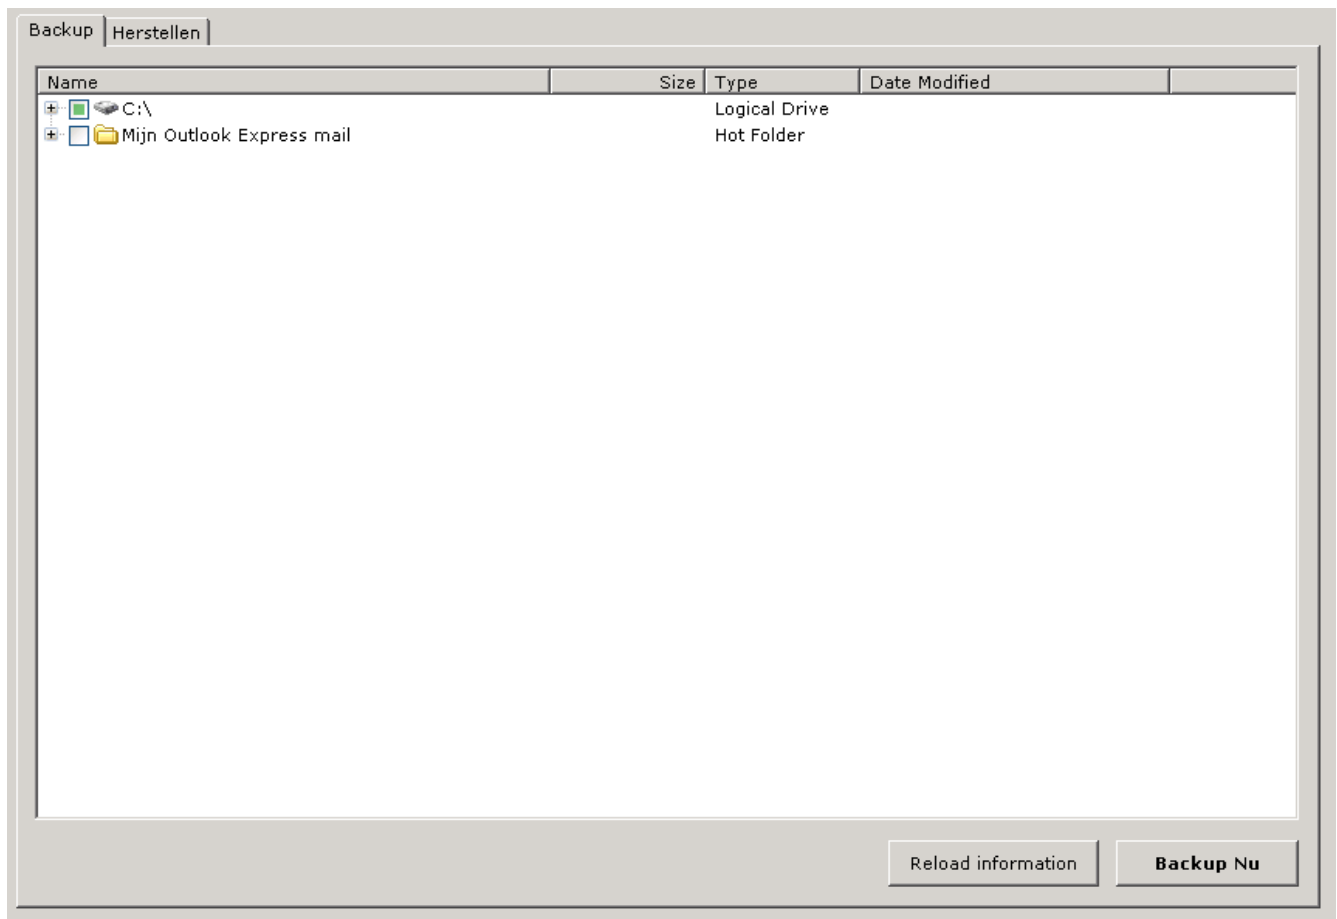 Backup Herstellen
Name Size Type Date Modified
C:\ Logical Drive
Mijn Outlook Express mail Hot Folder
Reload information Backup Nu